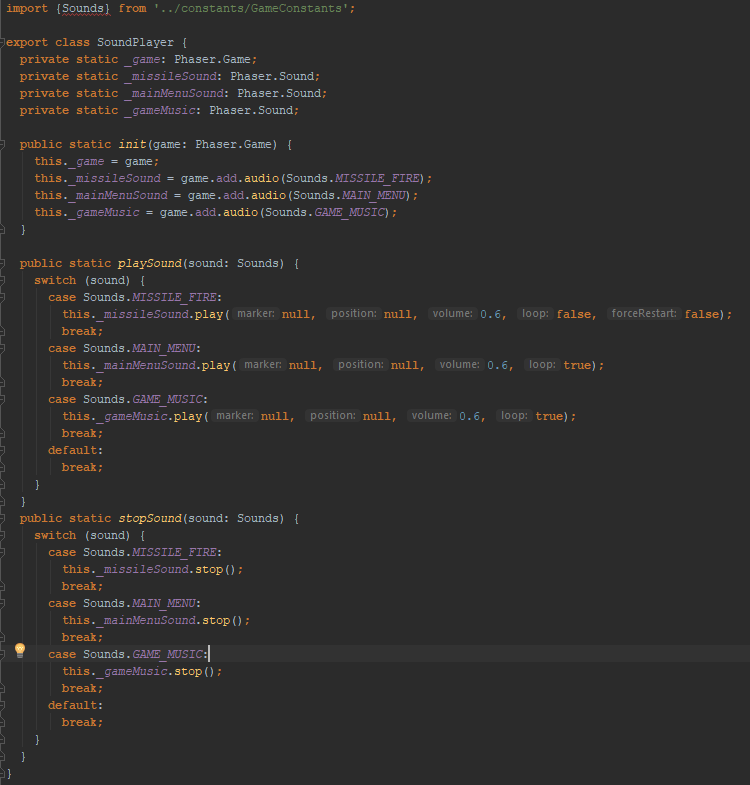 import {Sounds} from '../constants/GameConstants';

export class SoundPlayer {
  private static _game: Phaser.Game;
  private static _missileSound: Phaser.Sound;
  private static _mainMenuSound: Phaser.Sound;
  private static _gameMusic: Phaser.Sound;

  public static init(game: Phaser.Game) {
    this._game = game;
    this._missileSound = game.add.audio(Sounds.MISSILE_FIRE);
    this._mainMenuSound = game.add.audio(Sounds.MAIN_MENU);
    this._gameMusic = game.add.audio(Sounds.GAME_MUSIC);
  }

  public static playSound(sound: Sounds) {
    switch (sound) {
      case Sounds.MISSILE_FIRE:
        this._missileSound.play( marker: null, position: null, volume: 0.6, loop: false, forceRestart: false);
        break;
      case Sounds.MAIN_MENU:
        this._mainMenuSound.play( marker: null, position: null, volume: 0.6, loop: true);
        break;
      case Sounds.GAME_MUSIC:
        this._gameMusic.play( marker: null, position: null, volume: 0.6, loop: true);
        break;
      default:
        break;
    }
  }
  public static stopSound(sound: Sounds) {
    switch (sound) {
      case Sounds.MISSILE_FIRE:
        this._missileSound.stop();
        break;
      case Sounds.MAIN_MENU:
        this._mainMenuSound.stop();
        break;
      case Sounds.GAME_MUSIC:
        this._gameMusic.stop();
        break;
      default:
        break;
    }
  }
}